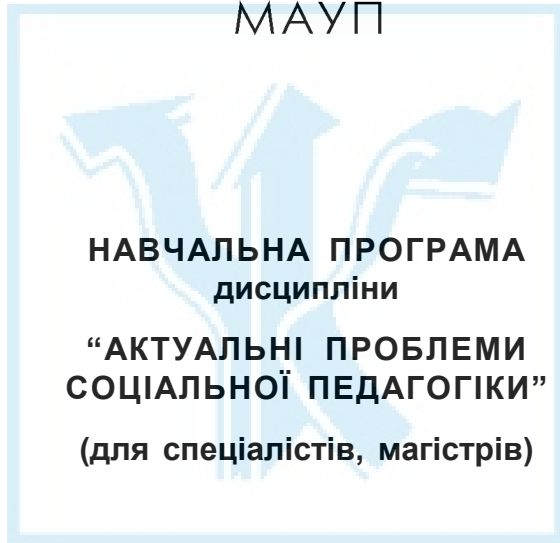 МАУП
НАВЧАЛЬНА ПРОГРАМА
дисципліни
“АКТУАЛЬНІ ПРОБЛЕМИ
СОЦІАЛЬНОЇ ПЕДАГОГІКИ”
(для спеціалістів, магістрів)